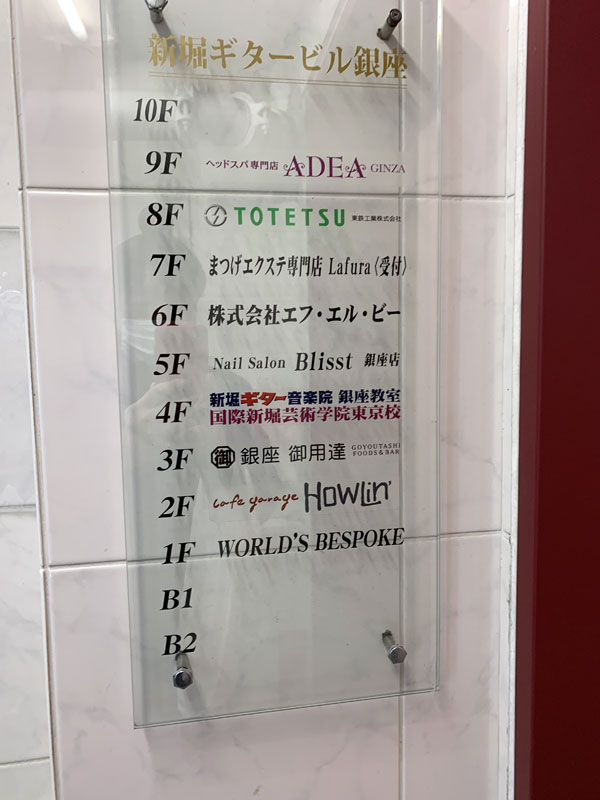 新堀ギタービル銀座
10F
9F ヘッドスパ専門店 ADEA GINZA
8F TOTETSU 東鉄工業株式会社
7F まつげエクステ専門店 Lafura〈受付〉
6F 株式会社エフ・エル・ビー
5F Nail Salon Blisst 銀座店
4F 新堀ギター音楽院 銀座教室
国際新堀芸術学院東京校
3F 御 銀座 御用達 GOYOUTASHI
FOODS & BAR
2F cafe garage HOWLin'
1F WORLD'S BESPOKE
B1
B2